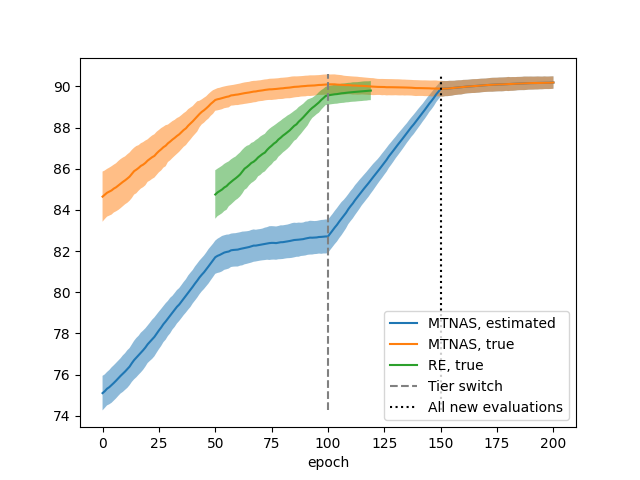 90
88
86
84
82
80
78
76
74
MTNAS, estimated
MTNAS, true
RE, true
Tier switch
All new evaluations
0 25 50 75 100 125 150 175 200
epoch